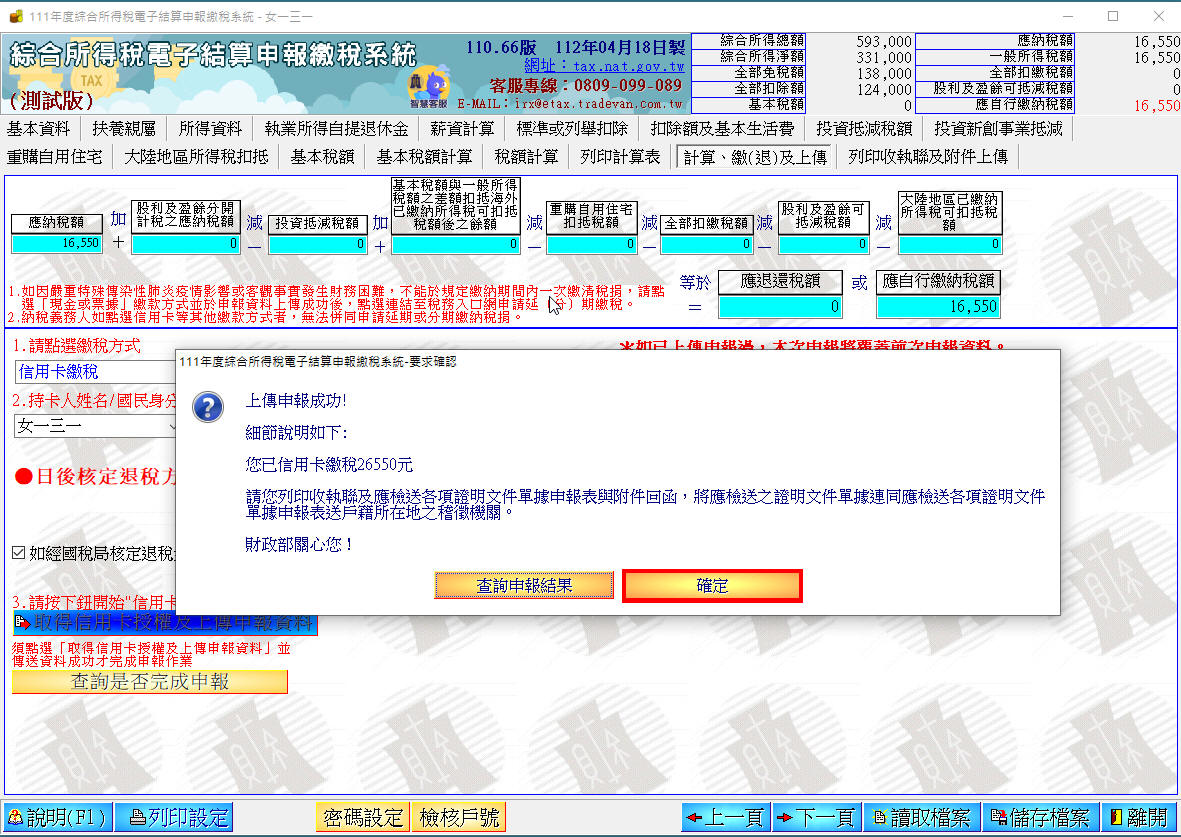 111年度綜合所得稅電子結算申報繳稅系統 - 女一三一
綜合所得稅電子結算申報繳稅系統
TAX
(測試版)
智慧客服
110.66版 112年04月18日製
網址：tax.nat.gov.tw
客服專線：0809-099-089
E-MAIL：irx@etax.tradevan.com.tw
綜合所得總額 593,000 應納稅額 16,550
綜合所得淨額 331,000 一般所得稅額 16,550
全部免稅額 138,000 全部扣繳稅額 0
全部扣除額 124,000 股利及盈餘可抵減稅額 0
基本稅額 0 應自行繳納稅額 16,550
基本資料 扶養親屬 所得資料 執業所得自提退休金 薪資計算 標準或列舉扣除 扣除額及基本生活費 投資抵減稅額 投資新創事業抵減
重購自用住宅 大陸地區所得稅扣抵 基本稅額 基本稅額計算 稅額計算 列印計算表 計算、繳(退)及上傳 列印收執聯及附件上傳
應納稅額
16,550
加
+
股利及盈餘分開
計稅之應納稅額
0
減
—
投資抵減稅額
0
加
+
基本稅額與一般所得
稅額之差額扣抵海外
已繳納所得稅可扣抵
稅額後之餘額
0
減
—
重購自用住宅
扣抵稅額
0
減
—
全部扣繳稅額
0
減
—
股利及盈餘可
抵減稅額
0
減
—
大陸地區已繳納
所得稅可扣抵稅
額
0
1.如因嚴重特殊傳染性肺炎疫情影響或客觀事實發生財務困難，不能於規定繳納期間內一次繳清稅捐，請點
選「現金或票據」繳款方式並於申報資料上傳成功後，點選連結至稅務入口網申請延（分）期繳稅。
2.納稅義務人如點選信用卡等其他繳款方式者，無法併同申請延期或分期繳納稅捐。
等於
=
應退還稅額
0
或
應自行繳納稅額
16,550
1.請點選繳稅方式
＊如已上傳申報過，本次申報將覆蓋前次申報資料。
信用卡繳稅
2.持卡人姓名/國民身分
女一三一
●日後核定退稅方
☑如經國稅局核定退稅
3.請按下鈕開始"信用卡
取得信用卡授權及上傳申報資料
須點選「取得信用卡授權及上傳申報資料」並
傳送資料成功才完成申報作業
查詢是否完成申報
111年度綜合所得稅電子結算申報繳稅系統-要求確認
上傳申報成功!
細節說明如下:
您已信用卡繳稅26550元
請您列印收執聯及應檢送各項證明文件單據申報表與附件回函，將應檢送之證明文件單據連同應檢送各項證明文件
單據申報表送戶籍所在地之稽徵機關。
財政部關心您！
查詢申報結果 確定
說明(F1) 列印設定 密碼設定 檢核戶號 上一頁 下一頁 讀取檔案 儲存檔案 離開